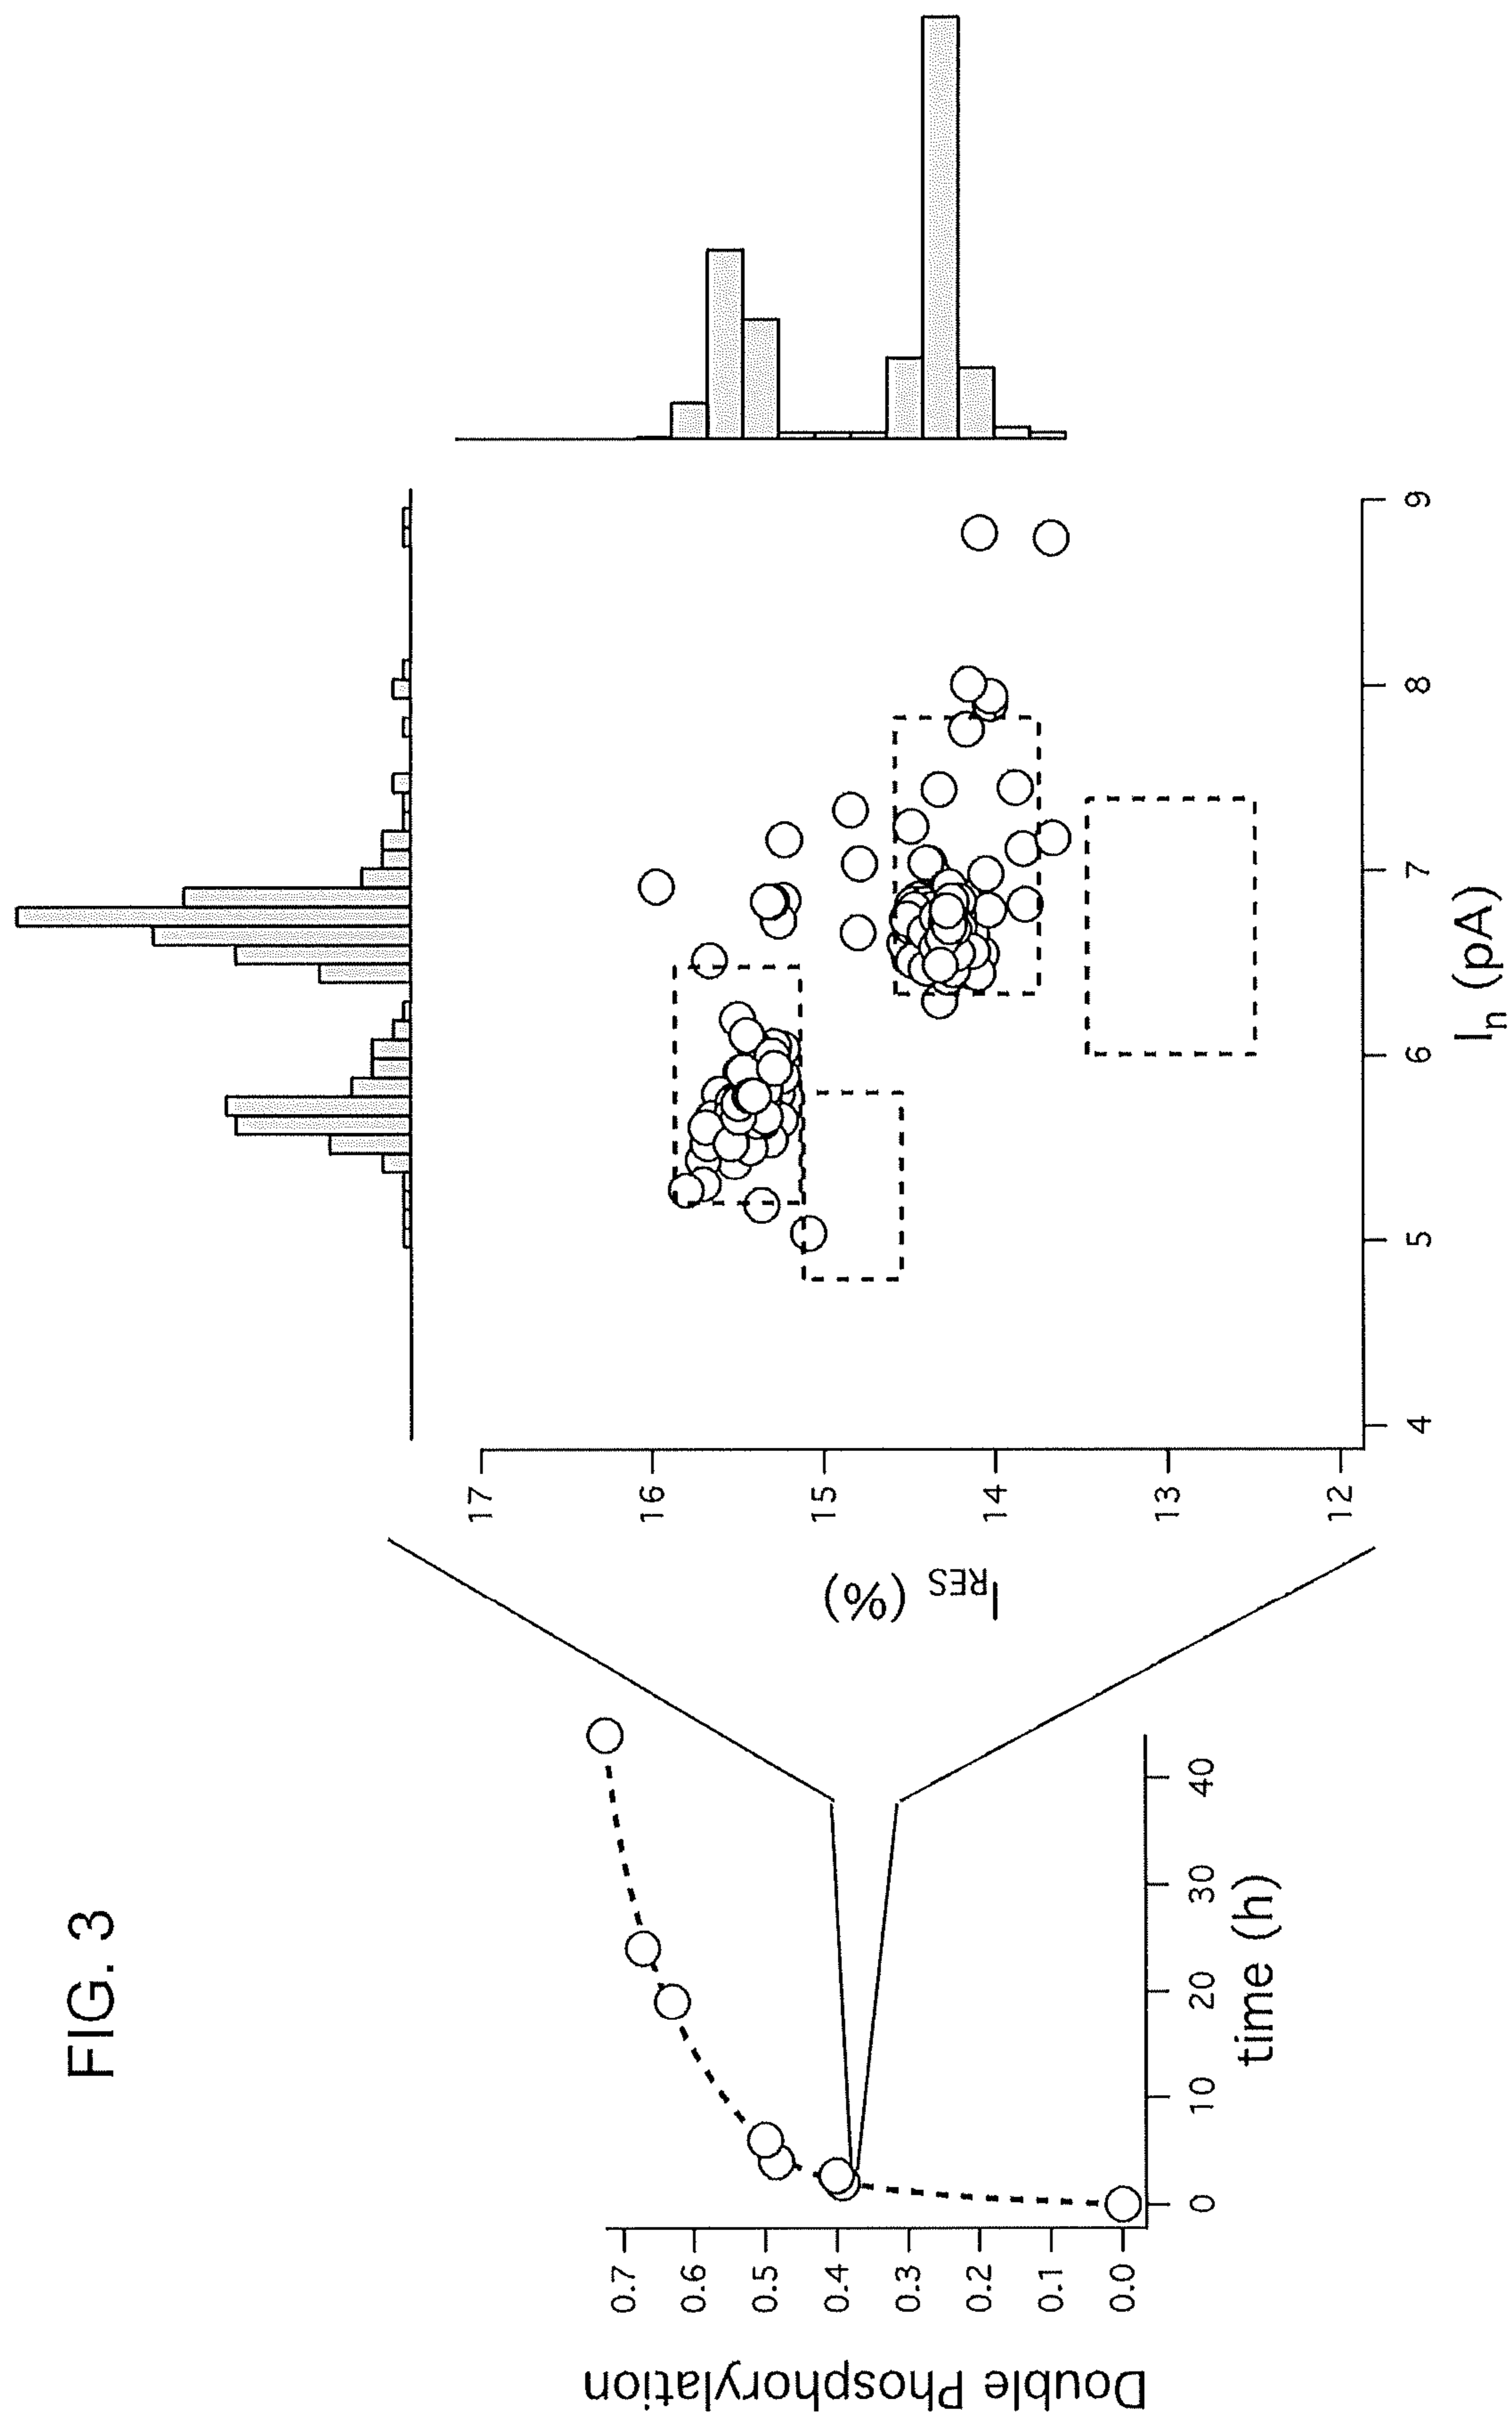 FIG. 3
Double Phosphorylation
0.7
0.6
0.5
0.4
0.3
0.2
0.1
0.0
0 10 20 30 40
time (h)
I_RES (%)
17
16
15
14
13
12
4 5 6 7 8 9
I_n (pA)